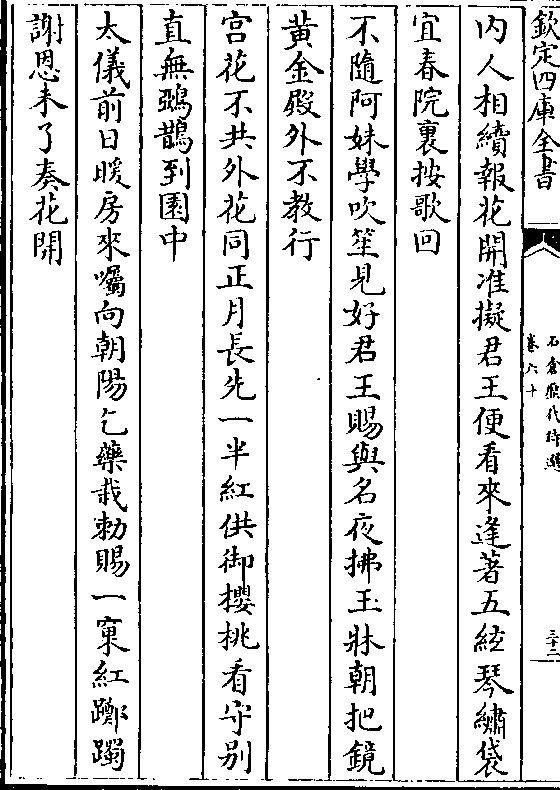 欽定四庫全書
石倉歷代詩選
卷六十
三十二
内人相續報花開准擬君王便看來逢著五絃琴繡袋
宜春院裏按歌回
不隨阿妹學吹笙見好君王賜與名夜拂玉牀朝把鏡
黄金殿外不教行
宫花不共外花同正月長先一半紅供御櫻桃看守别
直無鵶鵲到園中
太儀前日暖房來囑向朝陽乞藥栽勅賜一窠紅躑躅
謝恩未了奏花開